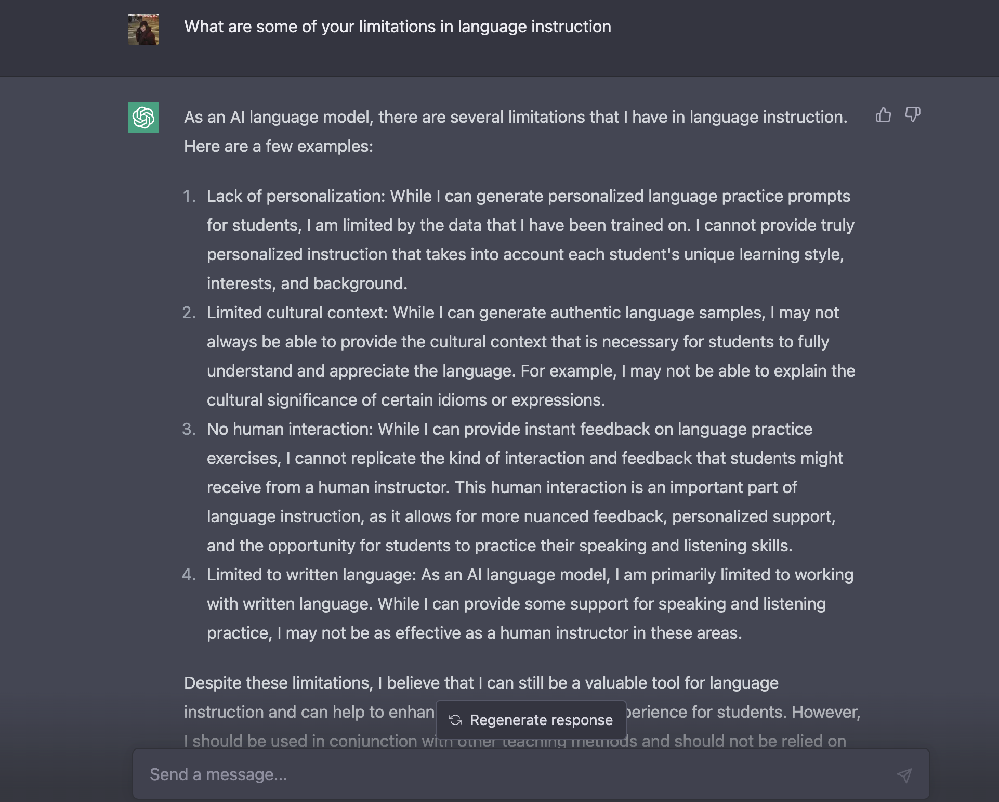 What are some of your limitations in language instruction
As an AI language model, there are several limitations that I have in language instruction.
Here are a few examples:
1. Lack of personalization: While I can generate personalized language practice prompts
for students, I am limited by the data that I have been trained on. I cannot provide truly
personalized instruction that takes into account each student's unique learning style,
interests, and background.
2. Limited cultural context: While I can generate authentic language samples, I may not
always be able to provide the cultural context that is necessary for students to fully
understand and appreciate the language. For example, I may not be able to explain the
cultural significance of certain idioms or expressions.
3. No human interaction: While I can provide instant feedback on language practice
exercises, I cannot replicate the kind of interaction and feedback that students might
receive from a human instructor. This human interaction is an important part of
language instruction, as it allows for more nuanced feedback, personalized support,
and the opportunity for students to practice their speaking and listening skills.
4. Limited to written language: As an AI language model, I am primarily limited to working
with written language. While I can provide some support for speaking and listening
practice, I may not be as effective as a human instructor in these areas.
Despite these limitations, I believe that I can still be a valuable tool for language
instruction and can help to enhan perience for students. However,
Regenerate response
I should be used in conjunction with other teaching methods and should not be relied on
Send a message...